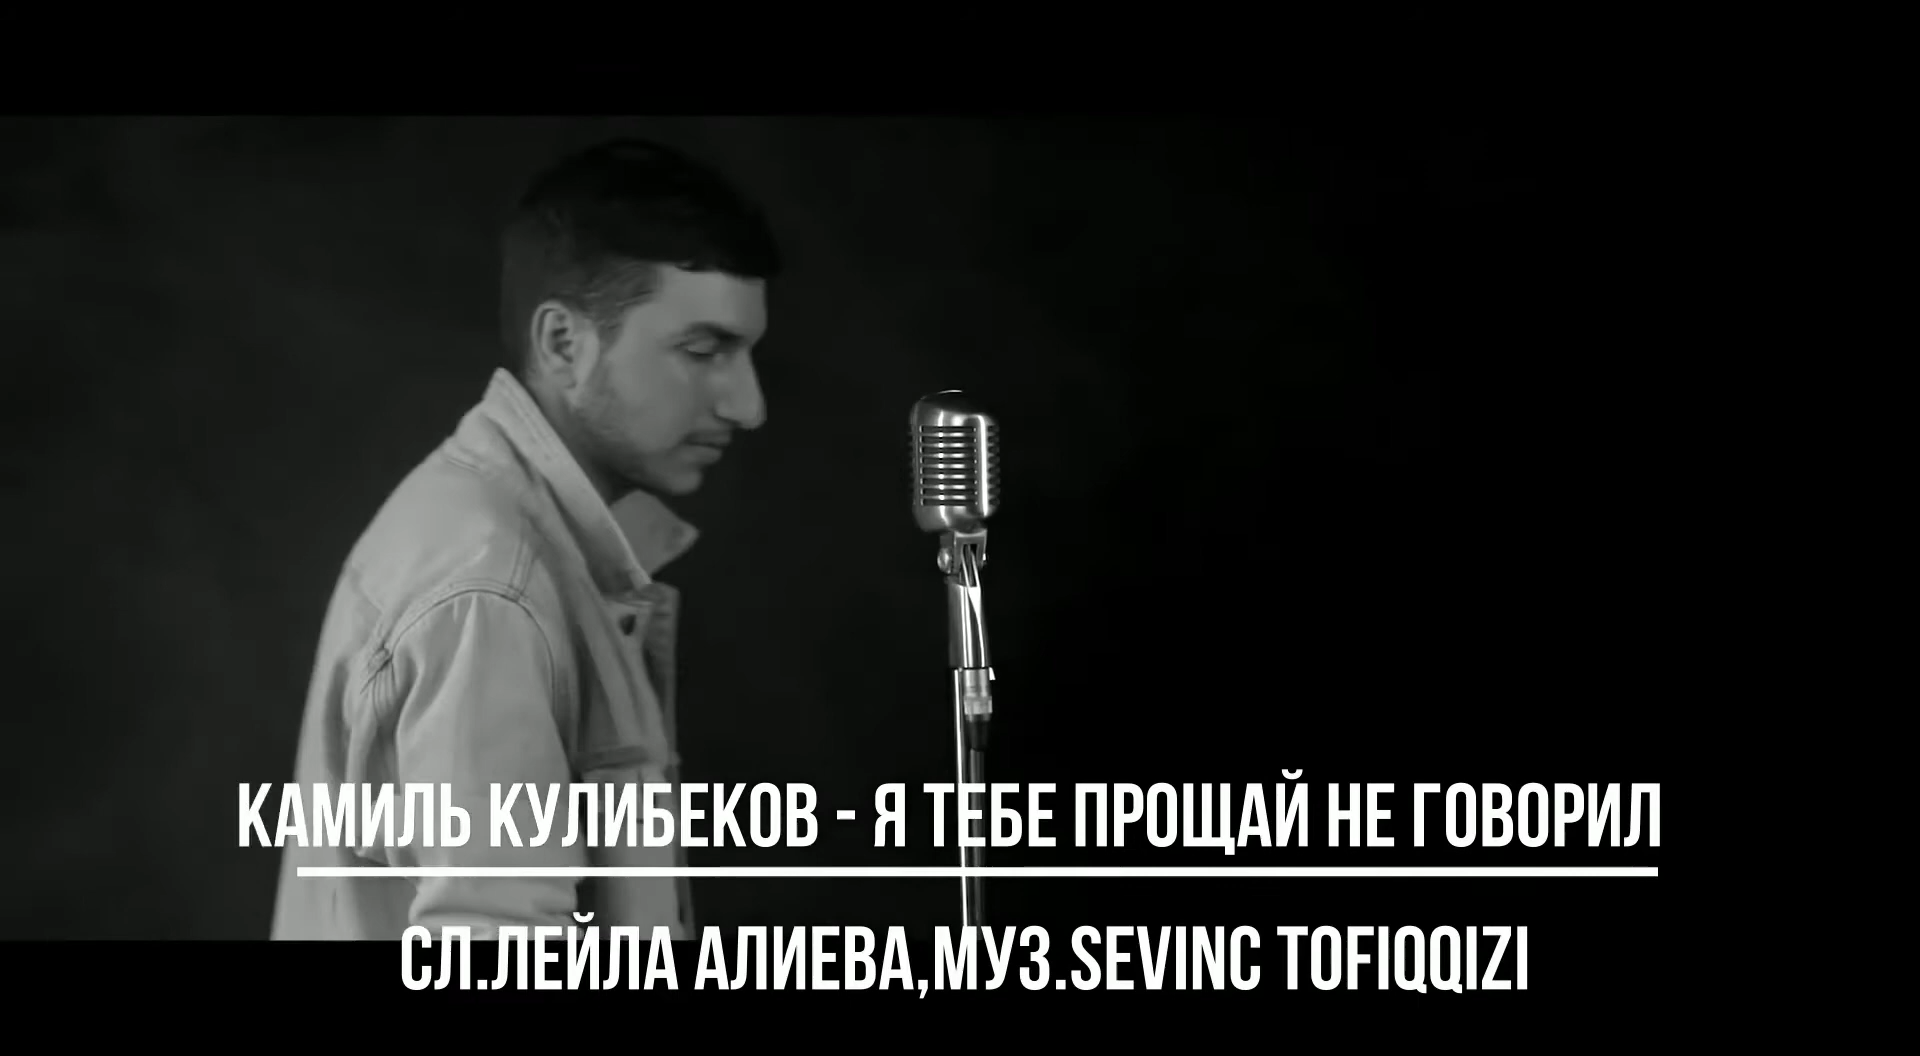 КАМИЛЬ КУЛИБЕКОВ - Я ТЕБЕ ПРОЩАЙ НЕ ГОВОРИЛ
СЛ.ЛЕЙЛА АЛИЕВА,МУЗ.SEVINC TOFIQQIZI